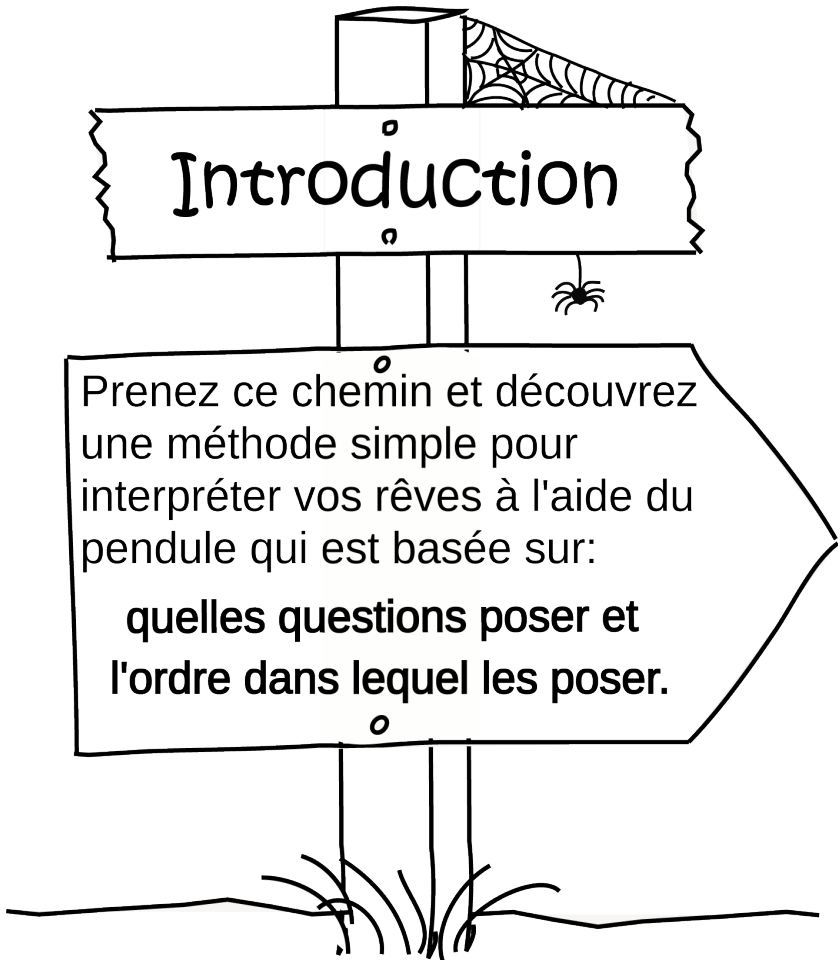 Introduction
Prenez ce chemin et découvrez
une méthode simple pour
interpréter vos rêves à l'aide du
pendule qui est basée sur:
quelles questions poser et
l'ordre dans lequel les poser.